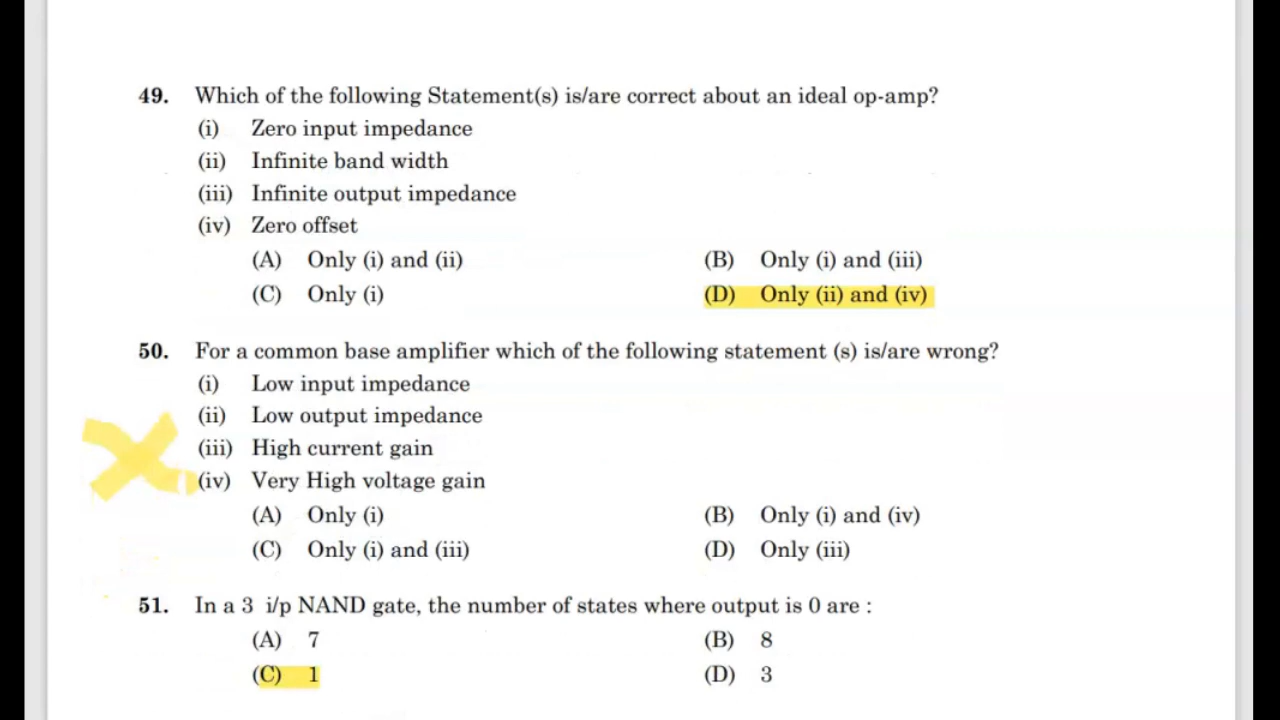 49. Which of the following Statement(s) is/are correct about an ideal op-amp?
(i) Zero input impedance
(ii) Infinite band width
(iii) Infinite output impedance
(iv) Zero offset
(A) Only (i) and (ii) (B) Only (i) and (iii)
(C) Only (i) (D) Only (ii) and (iv)
50. For a common base amplifier which of the following statement (s) is/are wrong?
(i) Low input impedance
(ii) Low output impedance
(iii) High current gain
(iv) Very High voltage gain
(A) Only (i) (B) Only (i) and (iv)
(C) Only (i) and (iii) (D) Only (iii)
51. In a 3 i/p NAND gate, the number of states where output is 0 are :
(A) 7 (B) 8
(C) 1 (D) 3